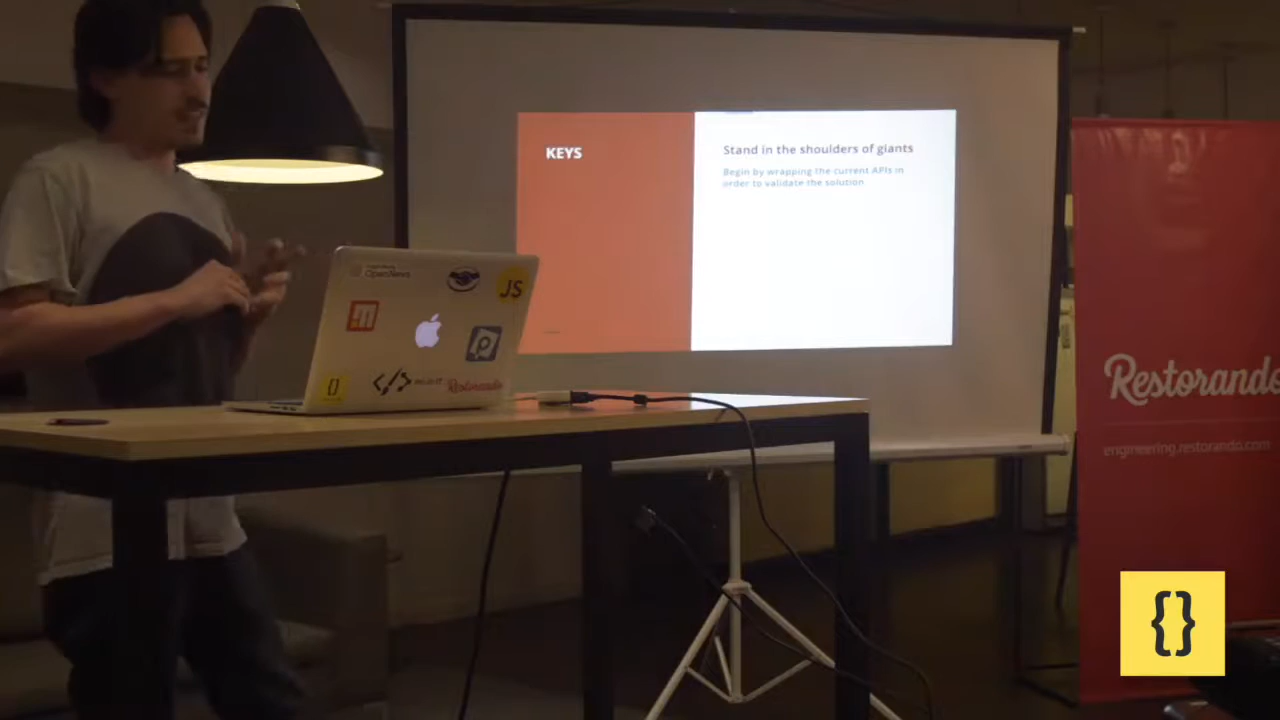 KEYS
Stand in the shoulders of giants
Begin by wrapping the current APIs in
order to validate the solution
OpenNews
JS
{}
</>
Restorando
Restorando
engineering.restorando.com
{}